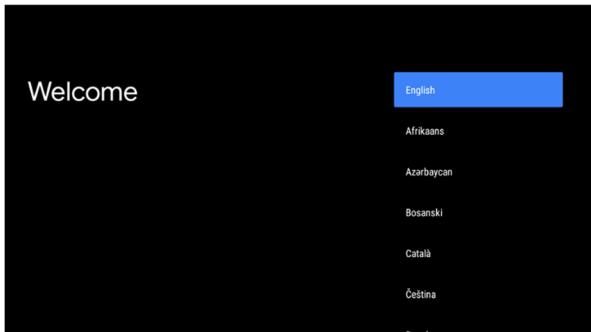 Welcome
English
Afrikaans
Azərbaycan
Bosanski
Català
Čeština